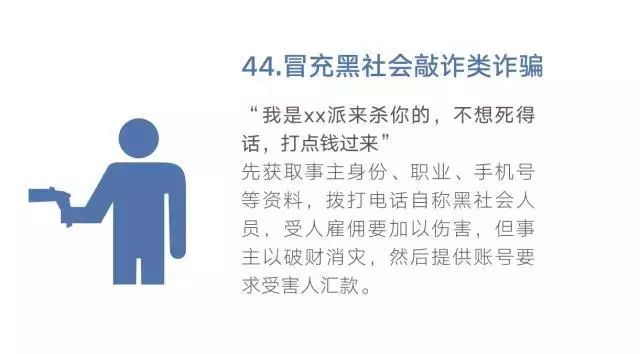 44.冒充黑社会敲诈类诈骗
“我是xx派来杀你的，不想死得
话，打点钱过来”
先获取事主身份、职业、手机号
等资料，拨打电话自称黑社会人
员，受人雇佣要加以伤害，但事
主以破财消灾，然后提供账号要
求受害人汇款。